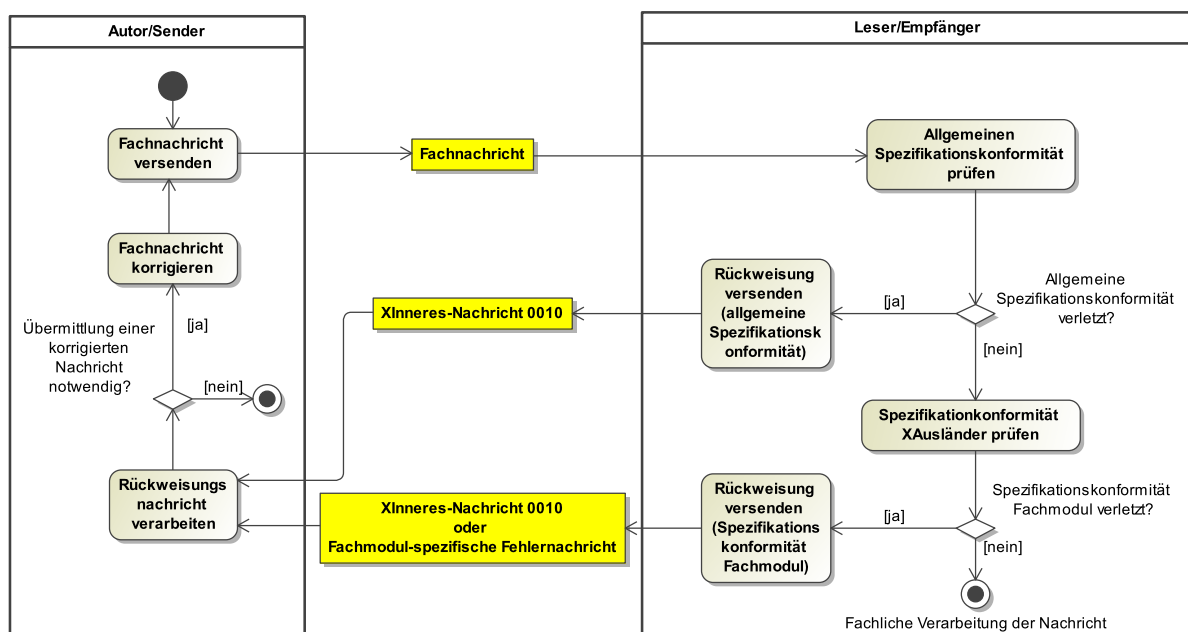 Autor/Sender
Leser/Empfänger
Fachnachricht
versenden
Fachnachricht
Allgemeinen
Spezifikationskonformität
prüfen
Fachnachricht
korrigieren
Rückweisung
versenden
(allgemeine
Spezifikationsk
onformität)
[ja]
Allgemeine
Spezifikationskonformität
verletzt?
XInneres-Nachricht 0010
[nein]
Übermittlung einer
korrigierten
Nachricht
notwendig?
[ja]
[nein]
Spezifikationkonformität
XAusländer prüfen
Rückweisungs
nachricht
verarbeiten
XInneres-Nachricht 0010
oder
Fachmodul-spezifische Fehlernachricht
Rückweisung
versenden
(Spezifikations
konformität
Fachmodul)
[ja]
Spezifikationskonformität
Fachmodul verletzt?
[nein]
Fachliche Verarbeitung der Nachricht